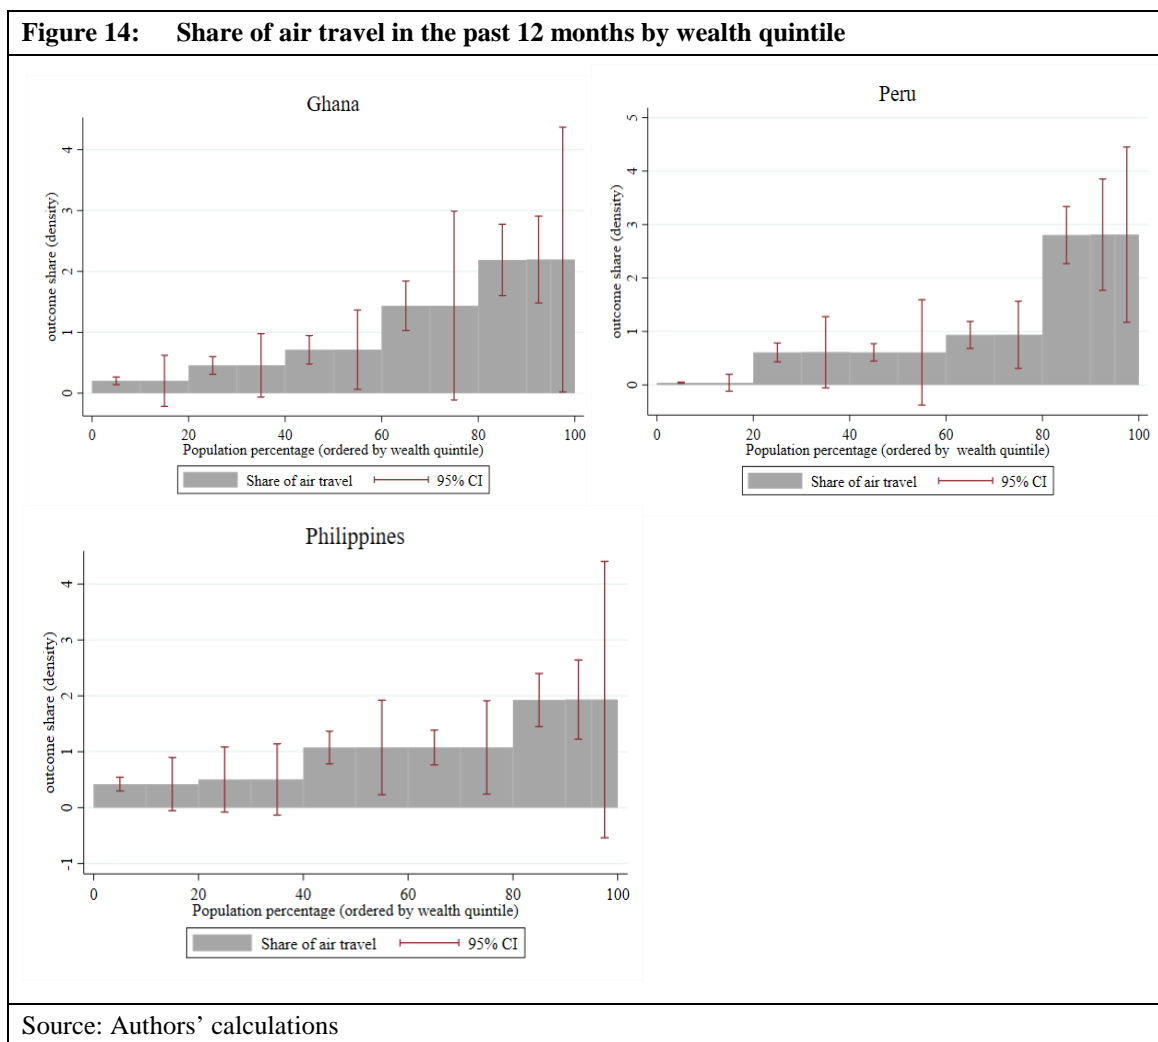 Figure 14: Share of air travel in the past 12 months by wealth quintile
Ghana
outcome share (density)
4
3
2
1
0
0 20 40 60 80 100
Population percentage (ordered by wealth quintile)
Share of air travel 95% CI
Peru
outcome share (density)
5
4
3
2
1
0
0 20 40 60 80 100
Population percentage (ordered by wealth quintile)
Share of air travel 95% CI
Philippines
outcome share (density)
4
3
2
1
0
-1
0 20 40 60 80 100
Population percentage (ordered by wealth quintile)
Share of air travel 95% CI
Source: Authors’ calculations